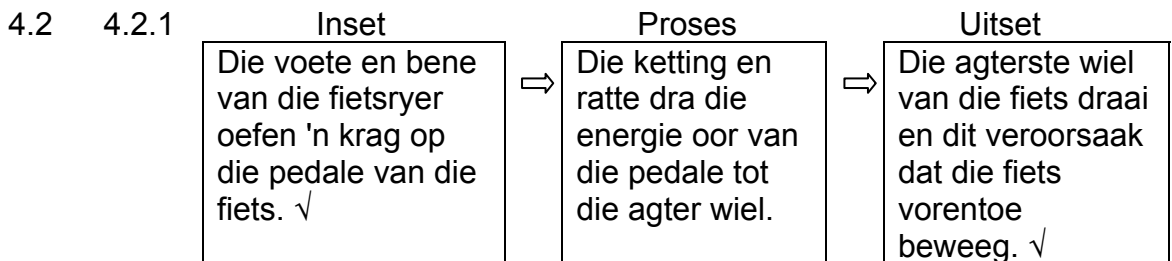 4.2 4.2.1 Inset Proses Uitset
Die voete en bene
van die fietsryer
oefen 'n krag op
die pedale van die
fiets. √
⇨
Die ketting en
ratte dra die
energie oor van
die pedale tot
die agter wiel.
⇨
Die agterste wiel
van die fiets draai
en dit veroorsaak
dat die fiets
vorentoe
beweeg. √